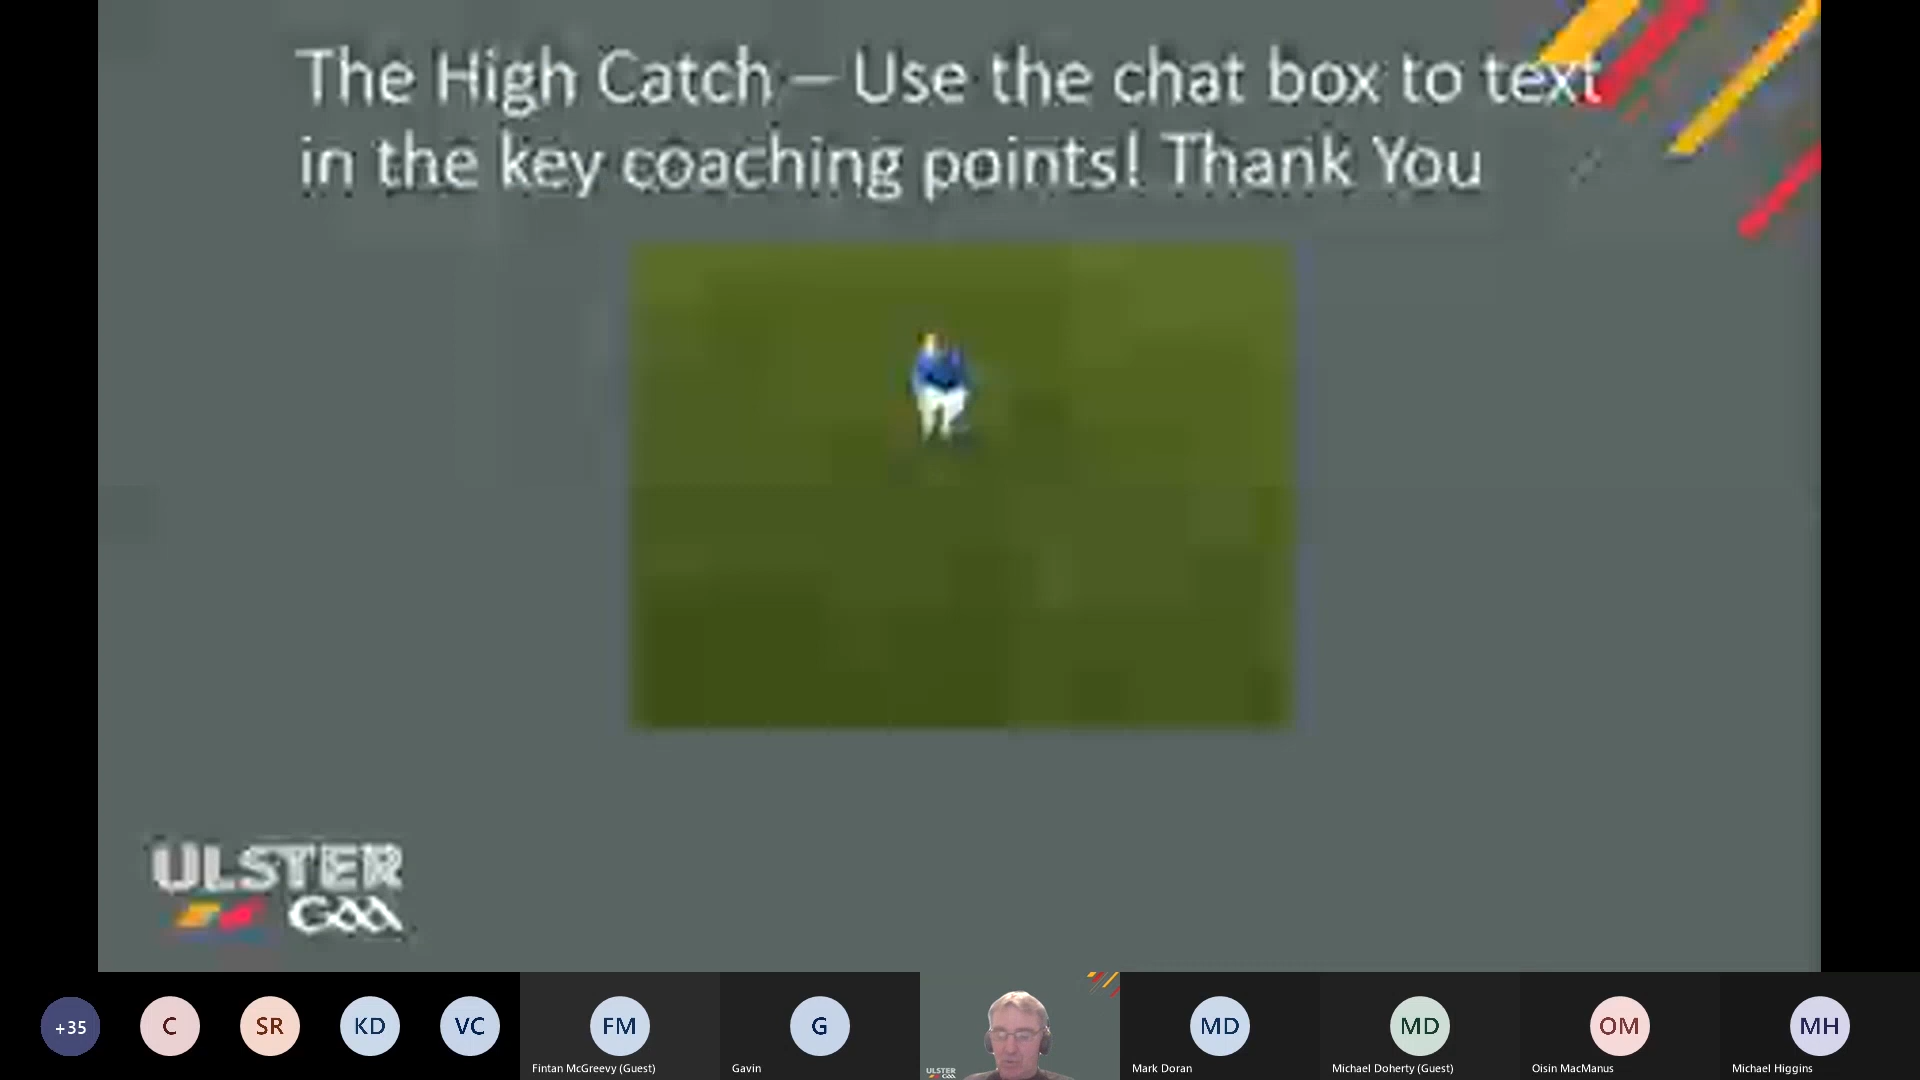 The High Catch – Use the chat box to text
in the key coaching points! Thank You
ULSTER
GAA
+35
C
SR
KD
VC
FM
G
MD
MD
OM
MH
ULSTER
GAA
Fintan McGreevy (Guest)
Gavin
Mark Doran
Michael Doherty (Guest)
Oisin MacManus
Michael Higgins